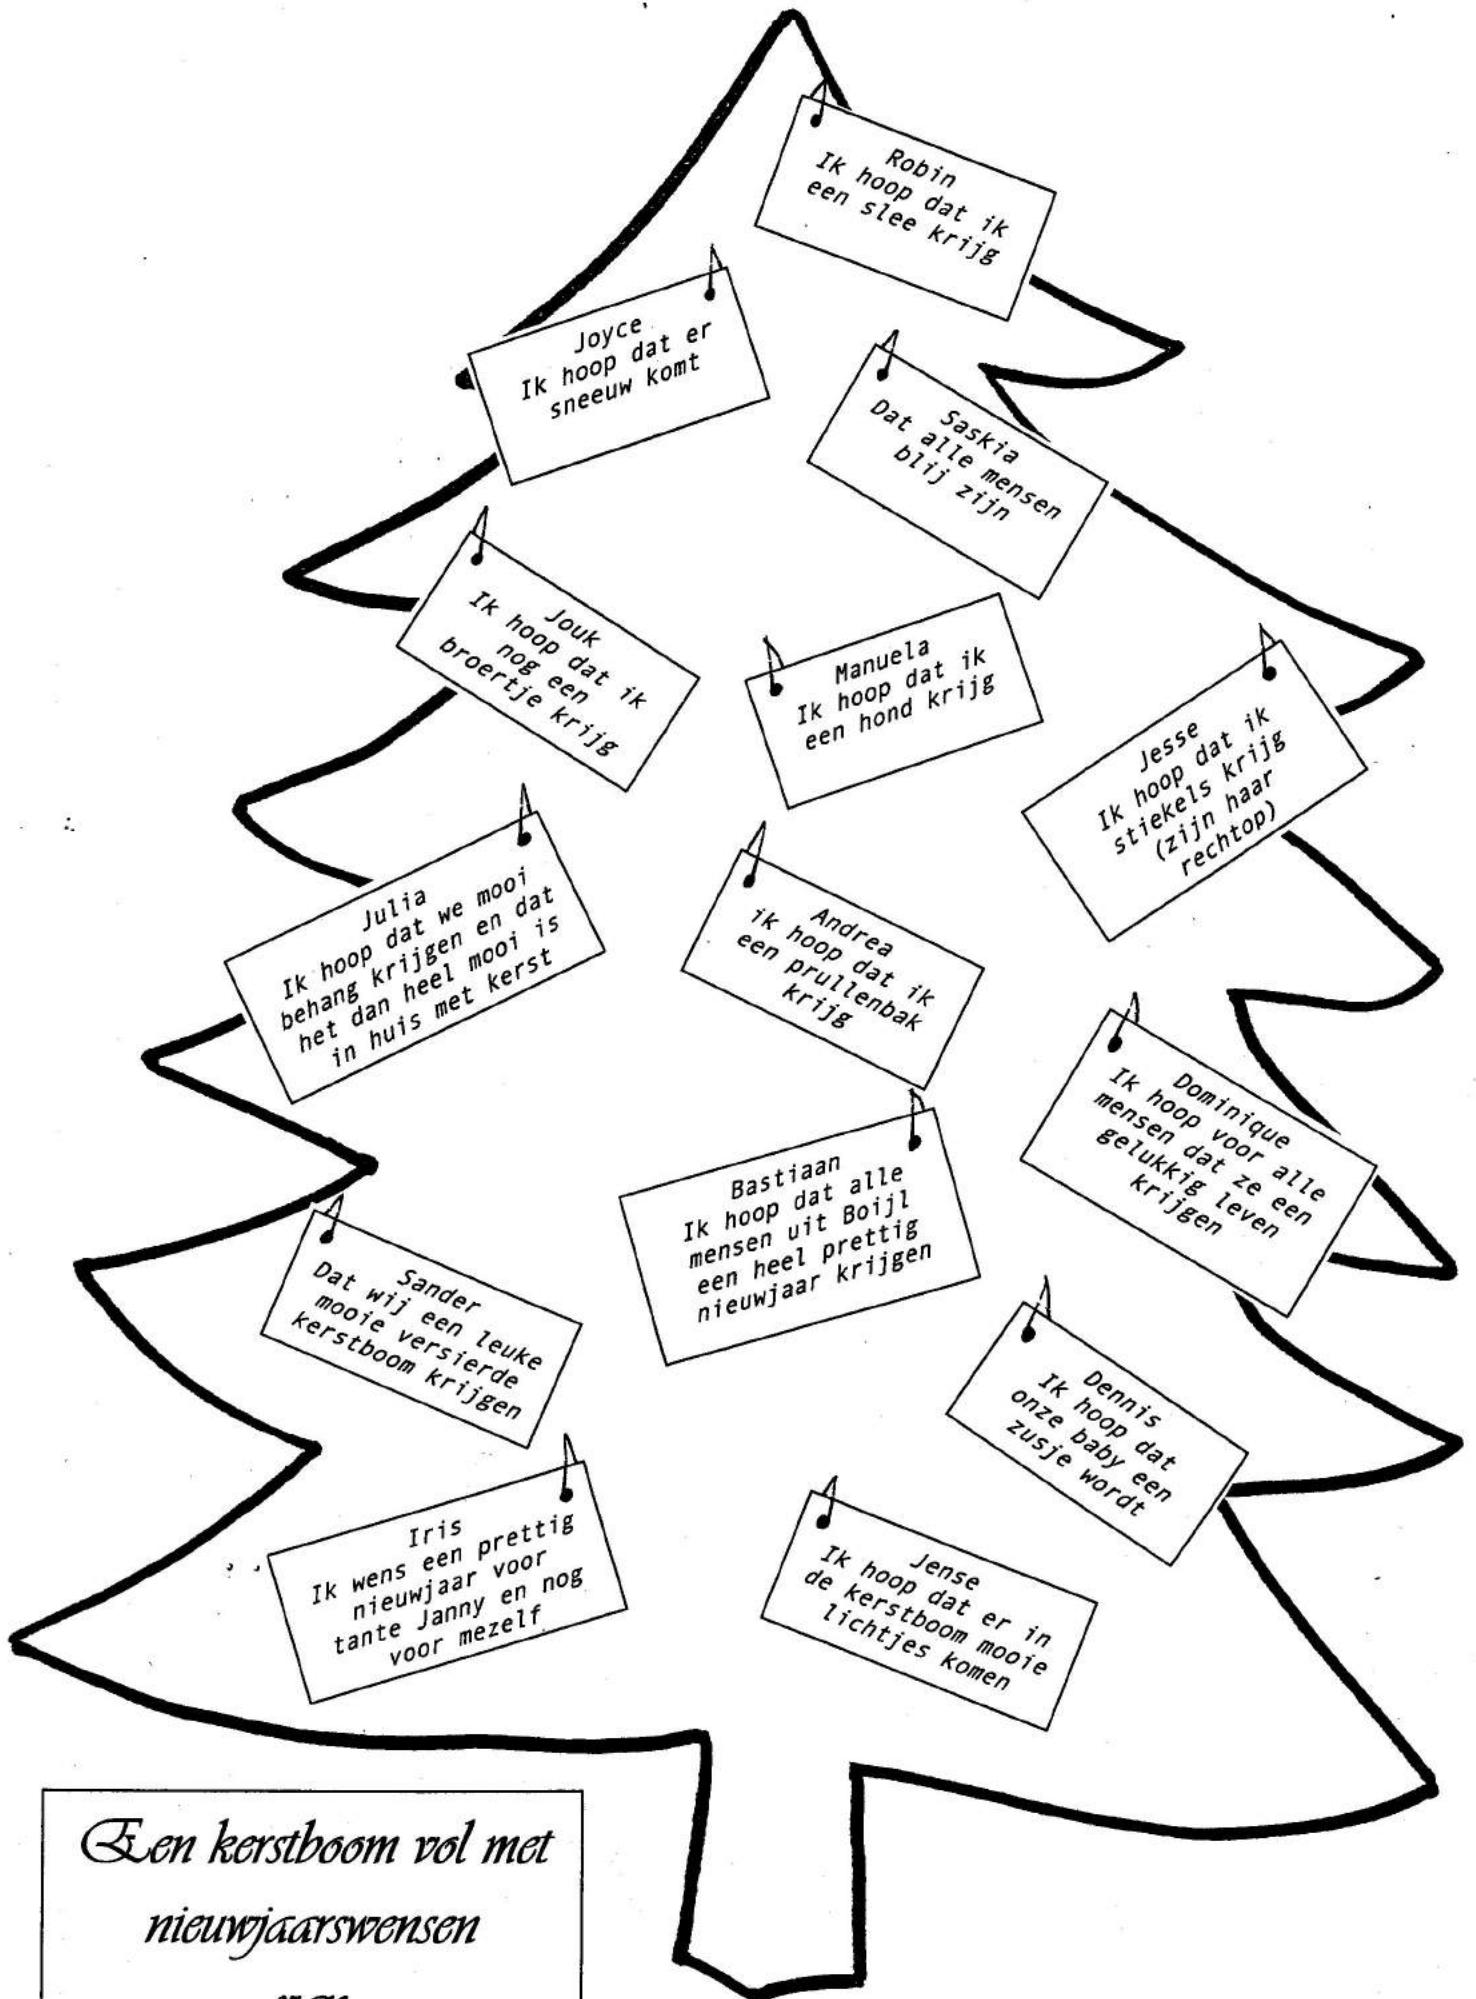 Robin
Ik hoop dat ik
een slee krijg
Joyce
Ik hoop dat er
sneeuw komt
Saskia
Dat alle mensen
blij zijn
Jouk
Ik hoop dat ik
nog een
broertje krijg
Manuela
Ik hoop dat ik
een hond krijg
Jesse
Ik hoop dat ik
stiekels krijg
(zijn haar
rechtop)
Julia
Ik hoop dat we mooi
behang krijgen en dat
het dan heel mooi is
in huis met kerst
Andrea
ik hoop dat ik
een prullenbak
krijg
Dominique
Ik hoop voor alle
mensen dat ze een
gelukkig leven
krijgen
Bastiaan
Ik hoop dat alle
mensen uit Boijl
een heel prettig
nieuwjaar krijgen
Sander
Dat wij een leuke
mooie versierde
kerstboom krijgen
Dennis
Ik hoop dat
onze baby een
zusje wordt
Iris
Ik wens een prettig
nieuwjaar voor
tante Janny en nog
voor mezelf
Jense
Ik hoop dat er in
de kerstboom mooie
lichtjes komen
Een kerstboom vol met
nieuwjaarswensen